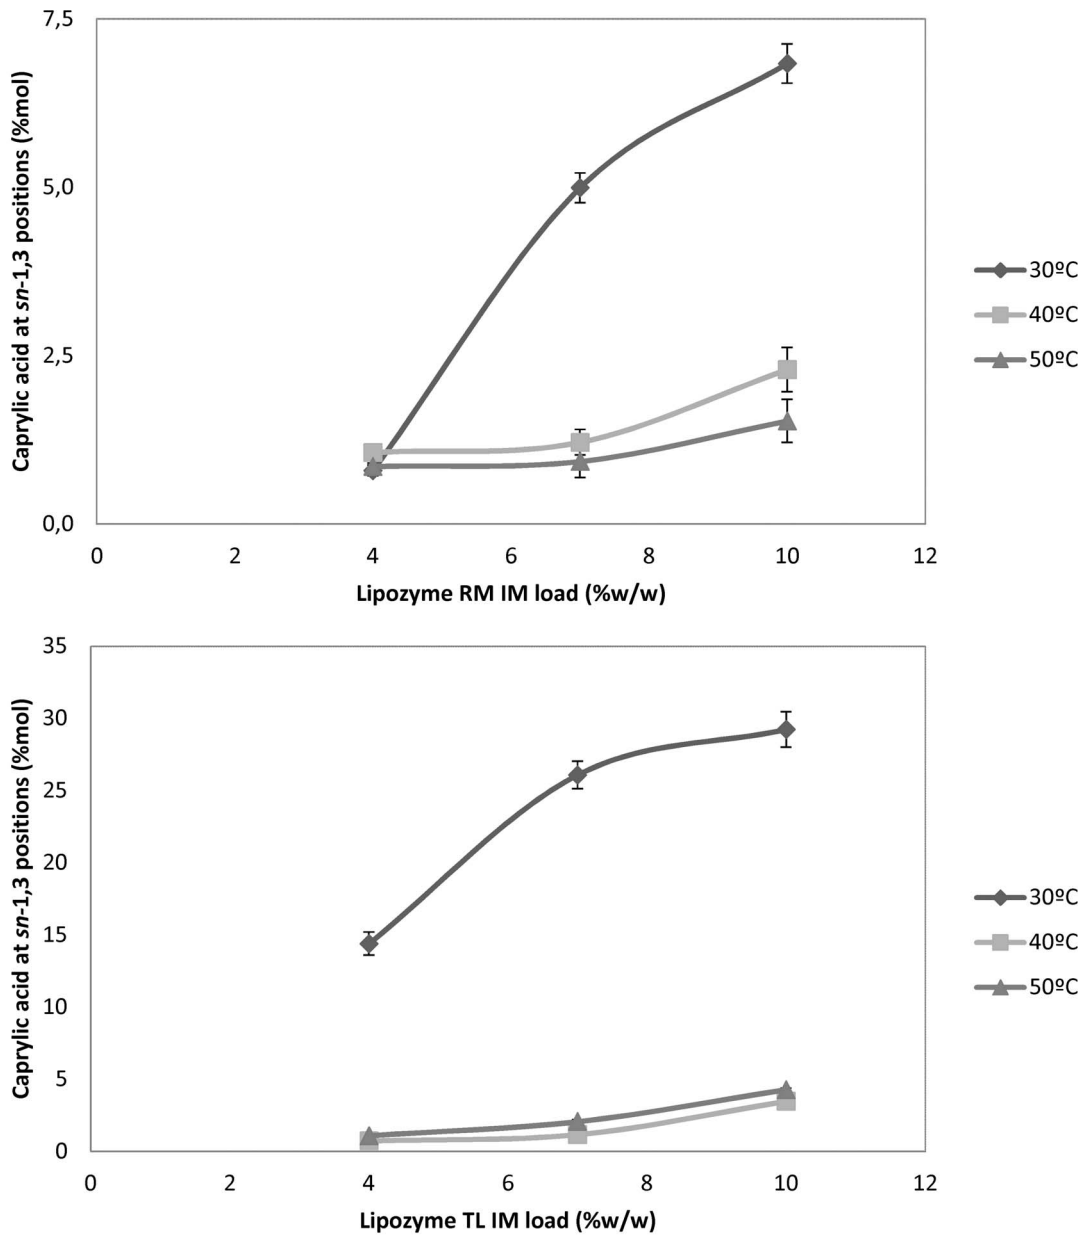 Caprylic acid at sn-1,3 positions (%mol)
7,5
5,0
2,5
0,0
0 2 4 6 8 10 12
Lipozyme RM IM load (%w/w)
30ºC
40ºC
50ºC
Caprylic acid at sn-1,3 positions (%mol)
35
30
25
20
15
10
5
0
0 2 4 6 8 10 12
Lipozyme TL IM load (%w/w)
30ºC
40ºC
50ºC